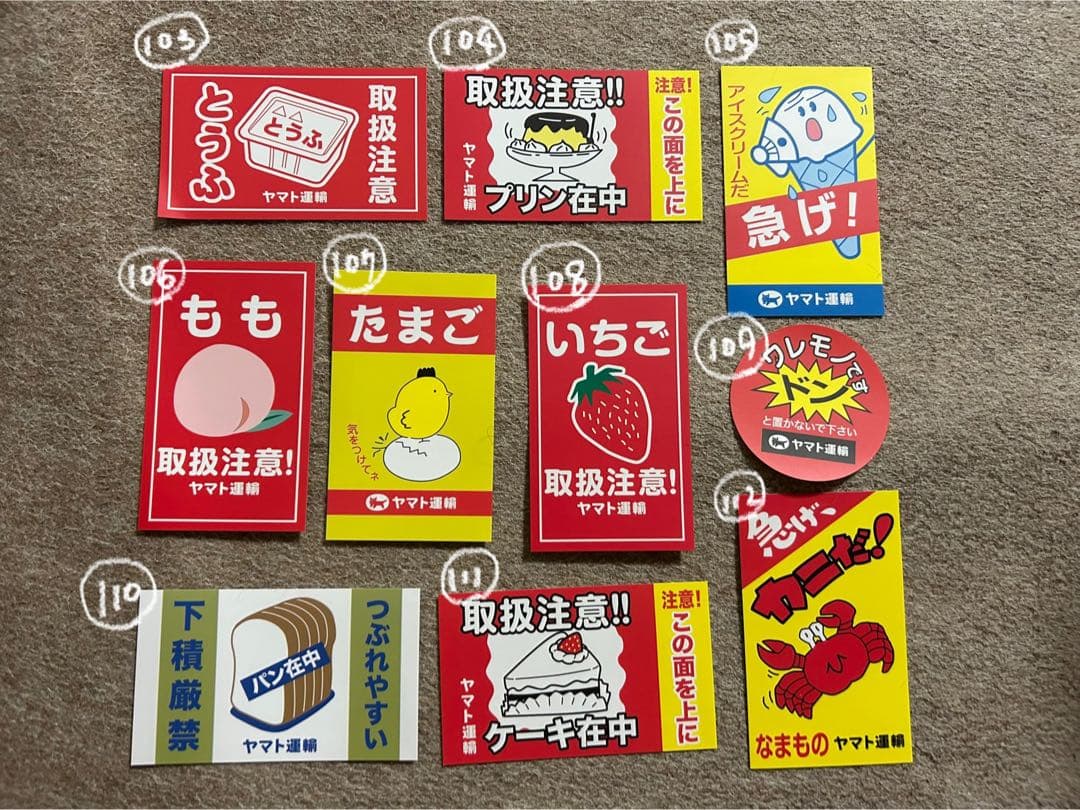 103
とうふ
とうふ
取扱注意
ヤマト運輸
104
取扱注意!!
ヤマト運輸
プリン在中
注意!
この面を上に
105
アイスクリームだ
急げ!
ヤマト運輸
106
もも
取扱注意!
ヤマト運輸
107
たまご
気をつけてネ
ヤマト運輸
108
いちご
取扱注意!
ヤマト運輸
109
ワレモノです
ドン
と置かないで下さい
ヤマト運輸
110
下積厳禁
パン在中
つぶれやすい
ヤマト運輸
111
取扱注意!!
ヤマト運輸
ケーキ在中
注意!
この面を上に
112
急げ、
カニだ!
なまもの ヤマト運輸